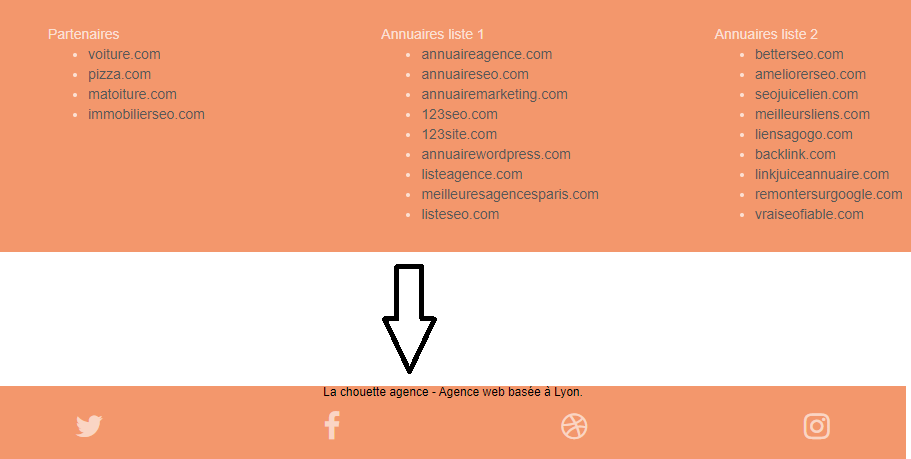 Partenaires
voiture.com
pizza.com
matoiture.com
immobilierseo.com
Annuaires liste 1
annuaireagence.com
annuaireseo.com
annuairemarketing.com
123seo.com
123site.com
annuairewordpress.com
listeagence.com
meilleuresagencesparis.com
listeseo.com
Annuaires liste 2
betterseo.com
ameliorerseo.com
seojuicelien.com
meilleursliens.com
liensagogo.com
backlink.com
linkjuiceannuaire.com
remontersurgoogle.com
vraiseofiable.com
La chouette agence - Agence web basée à Lyon.